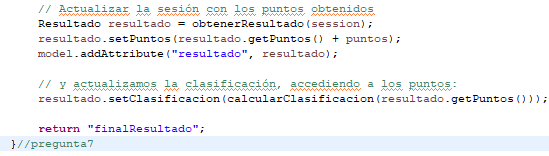 // Actualizar la sesión con los puntos obtenidos
Resultado resultado = obtenerResultado(session);
resultado.setPuntos(resultado.getPuntos() + puntos);
model.addAttribute("resultado", resultado);
// y actualizamos la clasificación, accediendo a los puntos:
resultado.setClasificacion(calcularClasificacion(resultado.getPuntos()));
return "finalResultado";
}//pregunta7